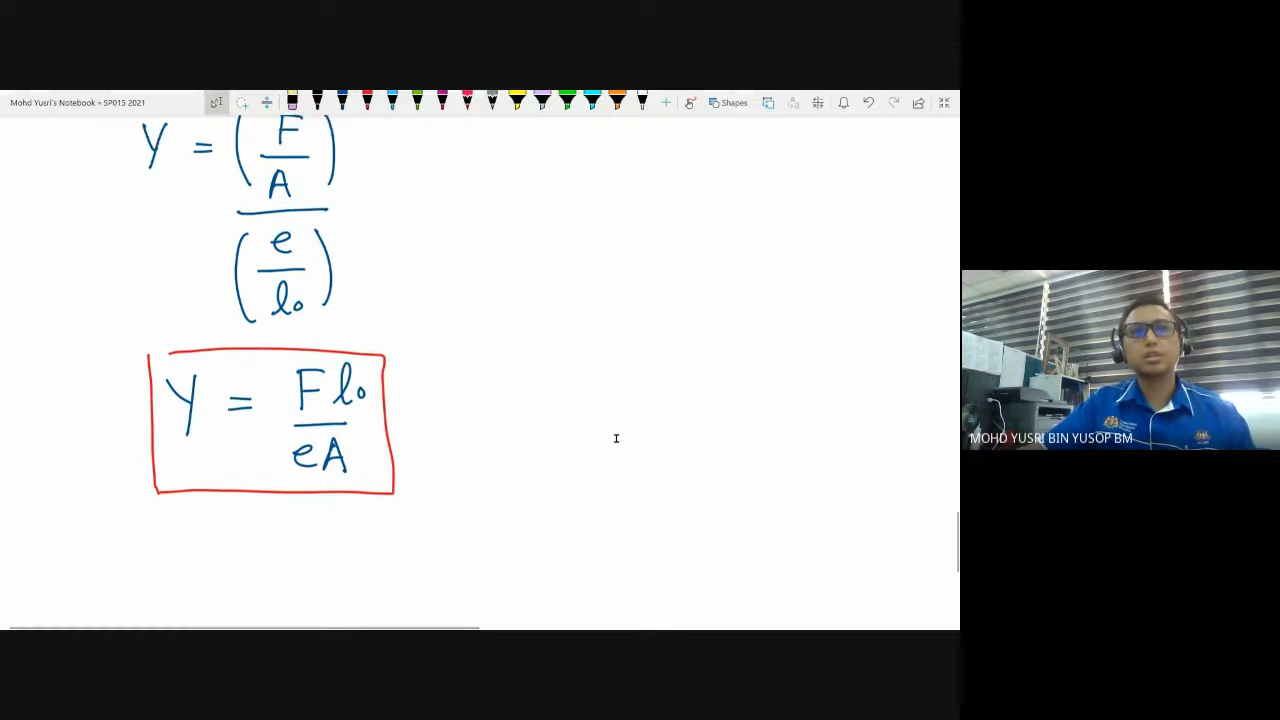 Mohd Yusri's Notebook » SP015 2021
Shapes
Y = (F/A)/(e/l₀)
Y = Fl₀/eA
MOHD YUSRI BIN YUSOP BM